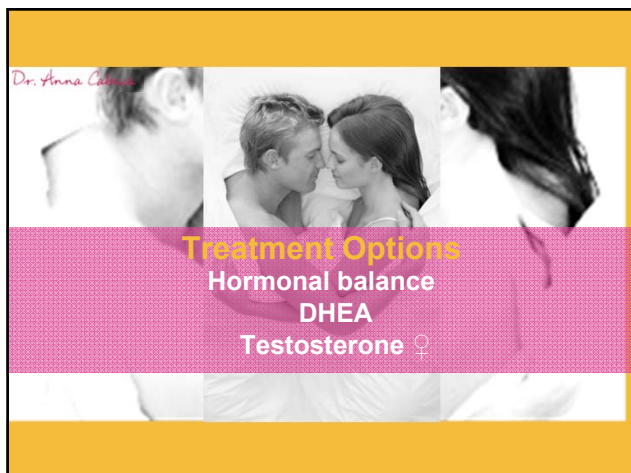 Dr. Anna
Treatment Options
Hormonal balance
DHEA
Testosterone ♀